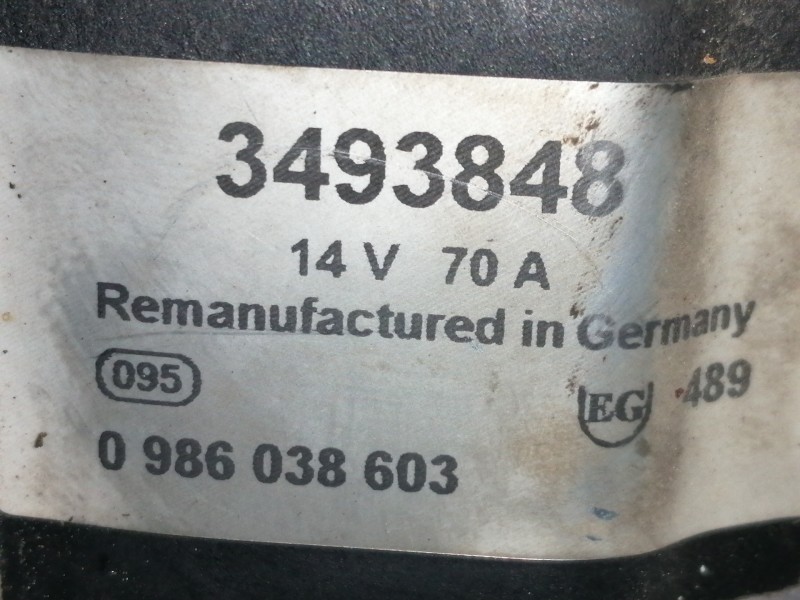 3493848
14 V 70 A
Remanufactured in Germany
095 EG 489
0 986 038 603